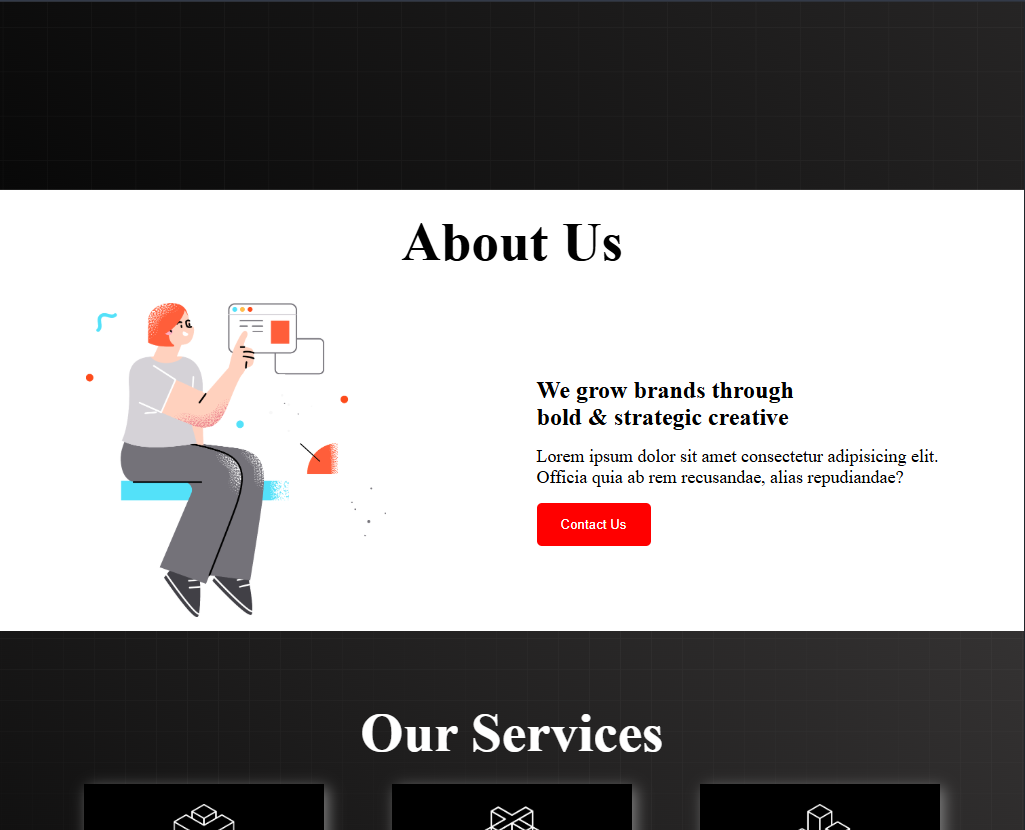 About Us
We grow brands through
bold & strategic creative
Lorem ipsum dolor sit amet consectetur adipisicing elit.
Officia quia ab rem recusandae, alias repudiandae?
Contact Us
Our Services